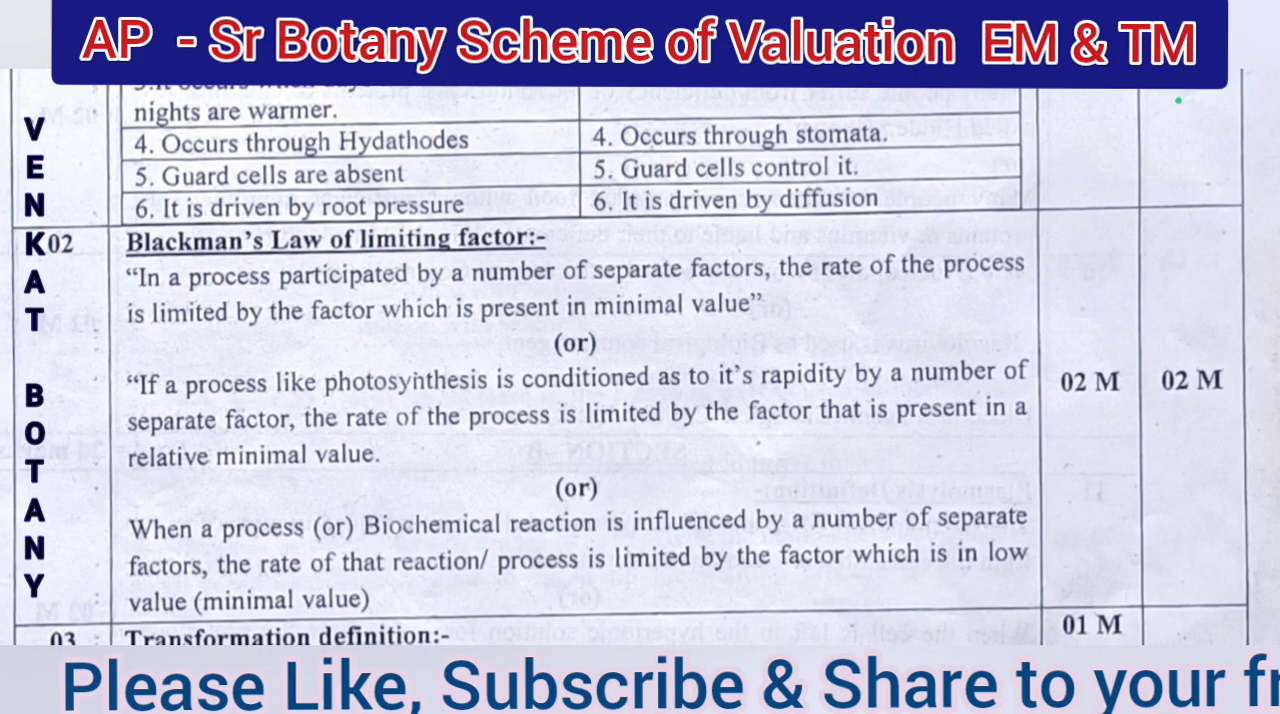 AP - Sr Botany Scheme of Valuation EM & TM
nights are warmer.
4. Occurs through Hydathodes
4. Occurs through stomata.
5. Guard cells are absent
5. Guard cells control it.
6. It is driven by root pressure
6. It is driven by diffusion
02
Blackman's Law of limiting factor:-
“In a process participated by a number of separate factors, the rate of the process
is limited by the factor which is present in minimal value”
(or)
“If a process like photosyhthesis is conditioned as to it's rapidity by a number of
separate factor, the rate of the process is limited by the factor that is present in a
relative minimal value.
02 M
02 M
(or)
When a process (or) Biochemical reaction is influenced by a number of separate
factors, the rate of that reaction/ process is limited by the factor which is in low
value (minimal value)
03
Transformation definition:-
01 M
VENKAT BOTANY
Please Like, Subscribe & Share to your fr